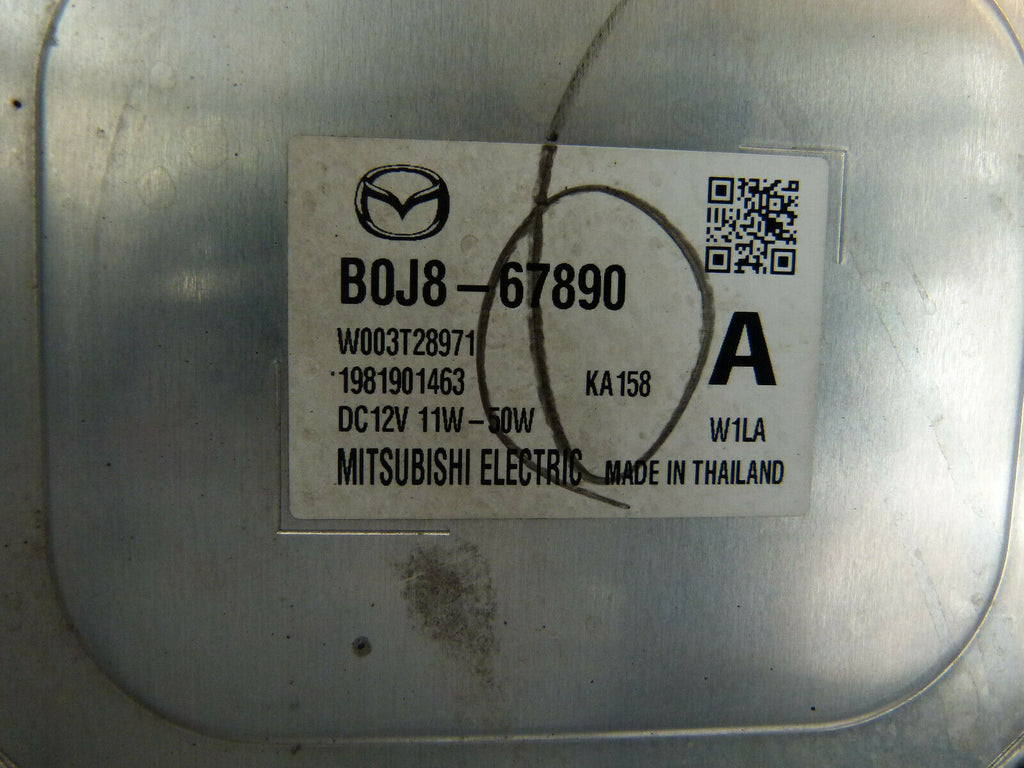 B0J8-67890
W003T28971
1981901463 KA158
A
DC12V 11W-50W
W1LA
MITSUBISHI ELECTRIC MADE IN THAILAND